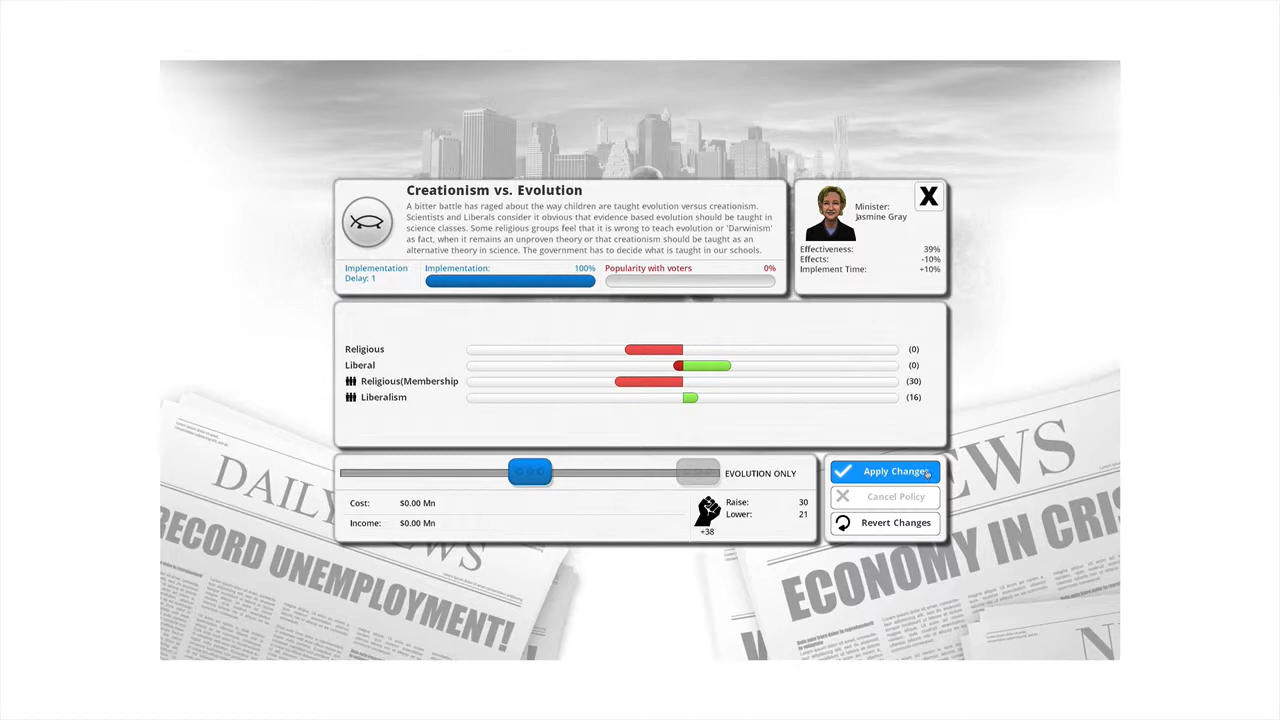 Creationism vs. Evolution
A bitter battle has raged about the way children are taught evolution versus creationism.
Scientists and Liberals consider it obvious that evidence based evolution should be taught in
science classes. Some religious groups feel that it is wrong to teach evolution or 'Darwinism'
as fact, when it remains an unproven theory or that creationism should be taught as an
alternative theory in science. The government has to decide what is taught in our schools.
Implementation
Delay: 1
Implementation: 100%
Popularity with voters 0%
X
Minister:
Jasmine Gray
Effectiveness: 39%
Effects: -10%
Implement Time: +10%
Religious (0)
Liberal (0)
Religious(Membership (30)
Liberalism (16)
EVOLUTION ONLY
Cost: $0.00 Mn
Income: $0.00 Mn
+38
Raise: 30
Lower: 21
Apply Changes
Cancel Policy
Revert Changes
DAILY
NEWS
RECORD UNEMPLOYMENT!
NEWS
ECONOMY IN CRIS